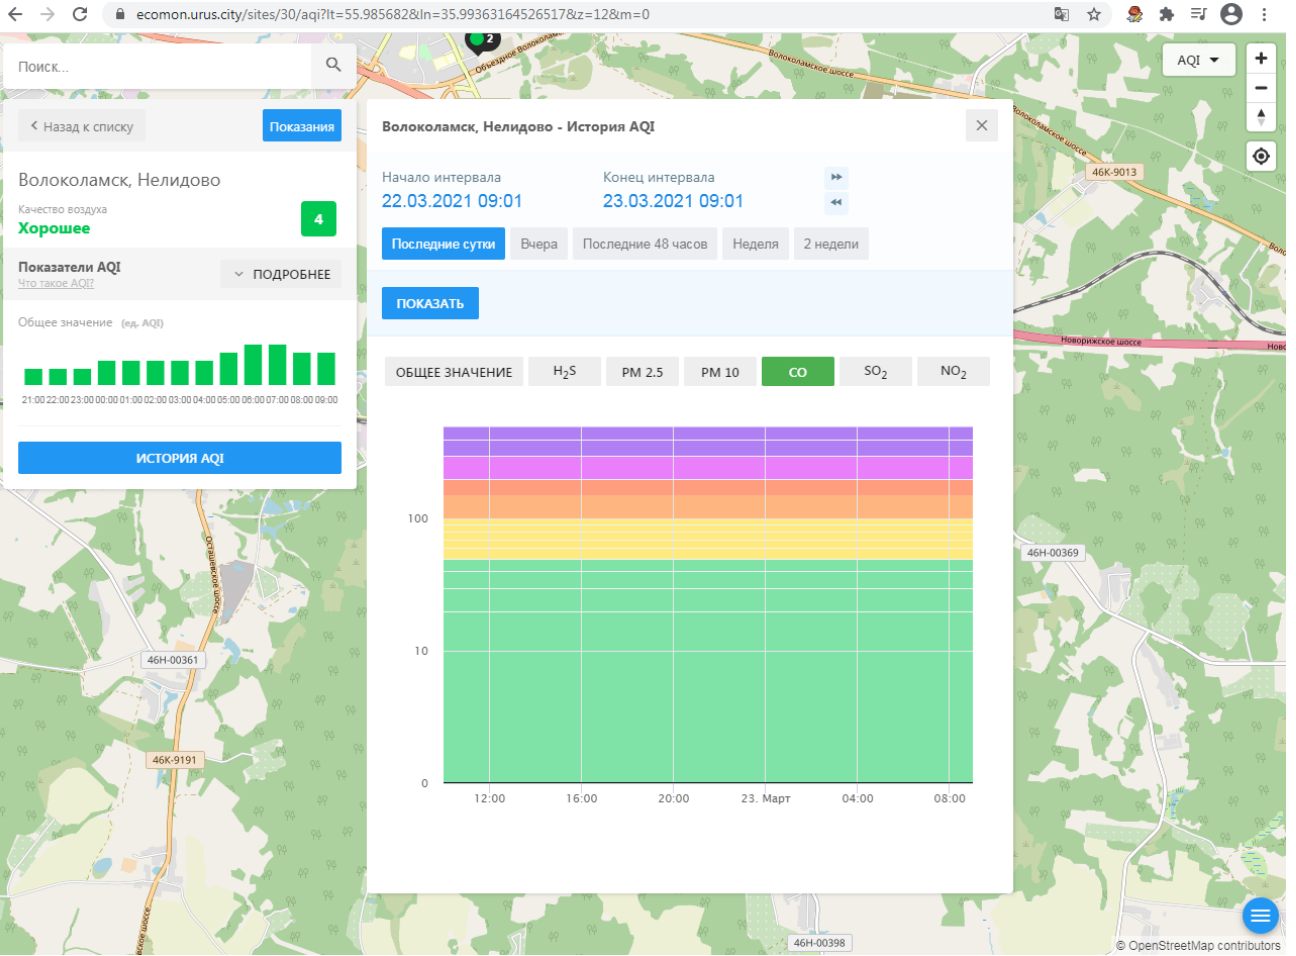 ecomon.urus.city/sites/30/aqi?lt=55.985682&ln=35.99363164526517&z=12&m=0
2
Объездное Волоколам
Волоколамское шоссе
Поиск...
AQI
Назад к списку
Показания
Волоколамск, Нелидово - История AQI
Волоколамское шоссе
46К-9013
Волоколамск, Нелидово
Начало интервала
Конец интервала
22.03.2021 09:01
23.03.2021 09:01
Качество воздуха
Хорошее
4
Последние сутки
Вчера
Последние 48 часов
Неделя
2 недели
Показатели AQI
Что такое AQI?
ПОДРОБНЕЕ
ПОКАЗАТЬ
Общее значение (ед. AQI)
Новорижское шоссе
Ново
21:00 22:00 23:00 00:00 01:00 02:00 03:00 04:00 05:00 06:00 07:00 08:00 09:00
ОБЩЕЕ ЗНАЧЕНИЕ
H2S
PM 2.5
PM 10
CO
SO2
NO2
ИСТОРИЯ AQI
100
10
0
12:00
16:00
20:00
23. Март
04:00
08:00
Осташевское шоссе
46Н-00369
46Н-00361
46К-9191
46Н-00398
© OpenStreetMap contributors